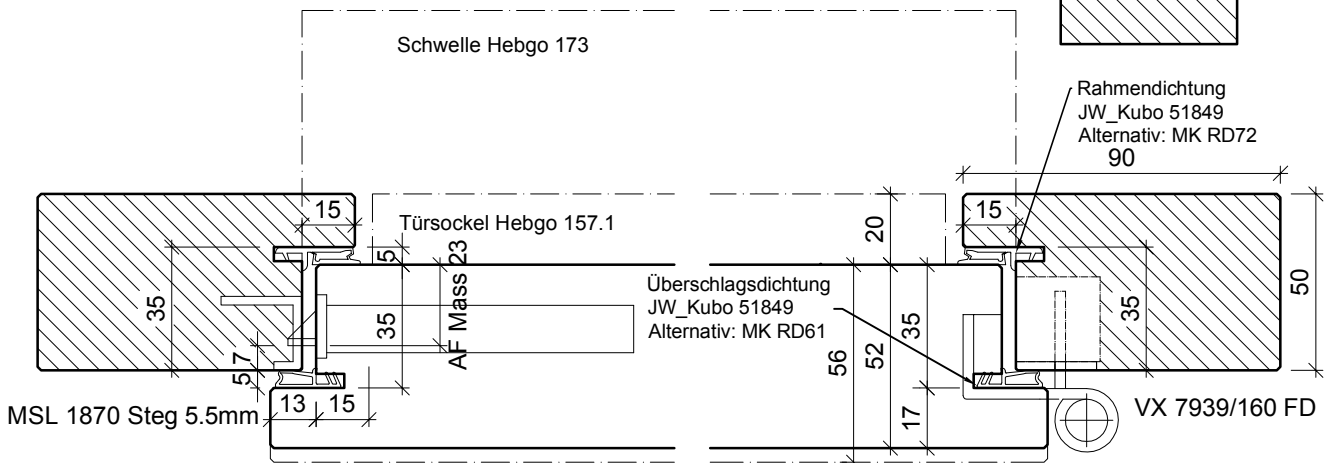 Schwelle Hebgo 173
Rahmendichtung
JW_Kubo 51849
Alternativ: MK RD72
90
15
Türsockel Hebgo 157.1
20
15
5
AF Mass 23
35
35
Überschlagsdichtung
JW_Kubo 51849
Alternativ: MK RD61
35
56
52
35
50
7
5
MSL 1870 Steg 5.5mm
13
15
17
VX 7939/160 FD